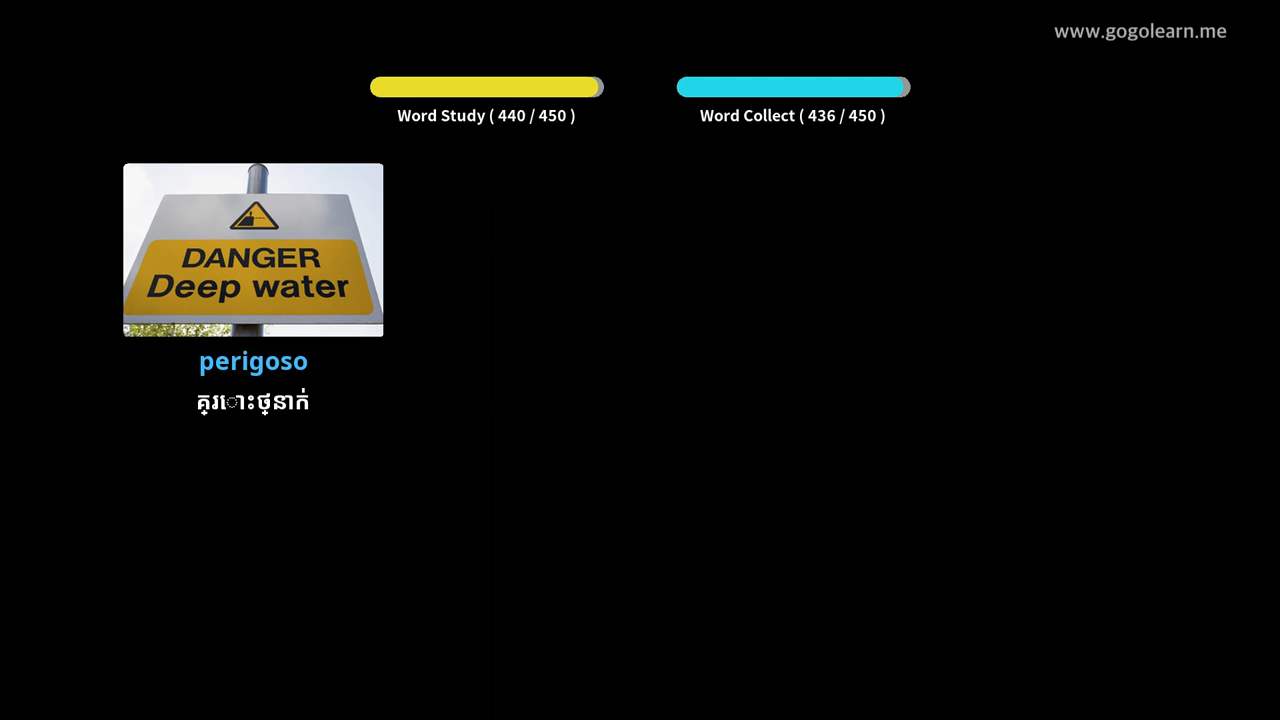 www.gogolearn.me
Word Study ( 440 / 450 )
Word Collect ( 436 / 450 )
DANGER
Deep water
perigoso
គ្រោះថ្នាក់